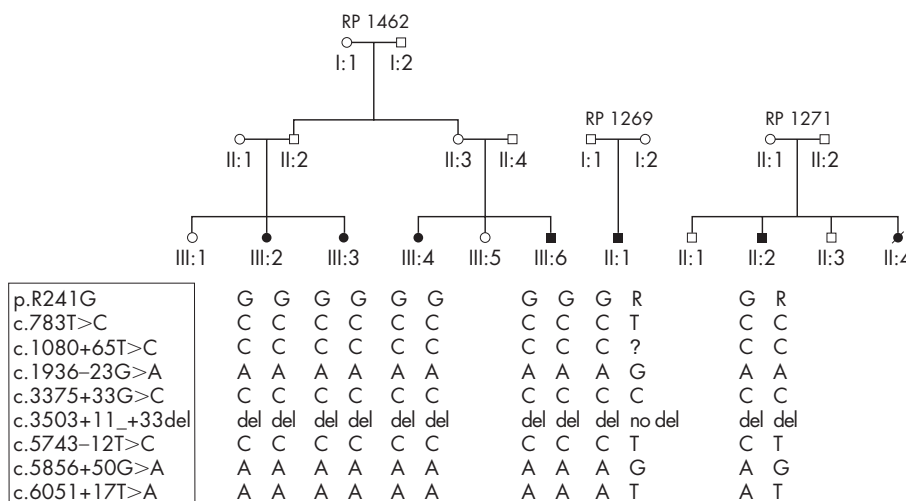 RP 1462
I:1 I:2
RP 1269 RP 1271
II:1 II:2 II:3 II:4 I:1 I:2 II:1 II:2
III:1 III:2 III:3 III:4 III:5 III:6 II:1 II:1 II:2 II:3 II:4
p.R241G G G G G G G G G G R G R
c.783T>C C C C C C C C C C T C C
c.1080+65T>C C C C C C C C C C ? C C
c.1936–23G>A A A A A A A A A A G A A
c.3375+33G>C C C C C C C C C C C C C
c.3503+11_+33del del del del del del del del del del no del del del
c.5743–12T>C C C C C C C C C C T C T
c.5856+50G>A A A A A A A A A A G A G
c.6051+17T>A A A A A A A A A A T A T